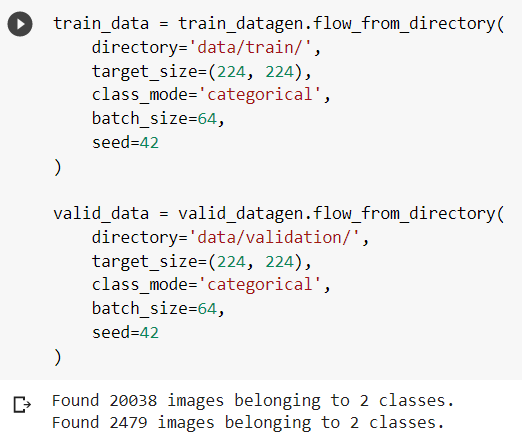 train_data = train_datagen.flow_from_directory(
    directory='data/train/',
    target_size=(224, 224),
    class_mode='categorical',
    batch_size=64,
    seed=42
)
valid_data = valid_datagen.flow_from_directory(
    directory='data/validation/',
    target_size=(224, 224),
    class_mode='categorical',
    batch_size=64,
    seed=42
)
Found 20038 images belonging to 2 classes.
Found 2479 images belonging to 2 classes.